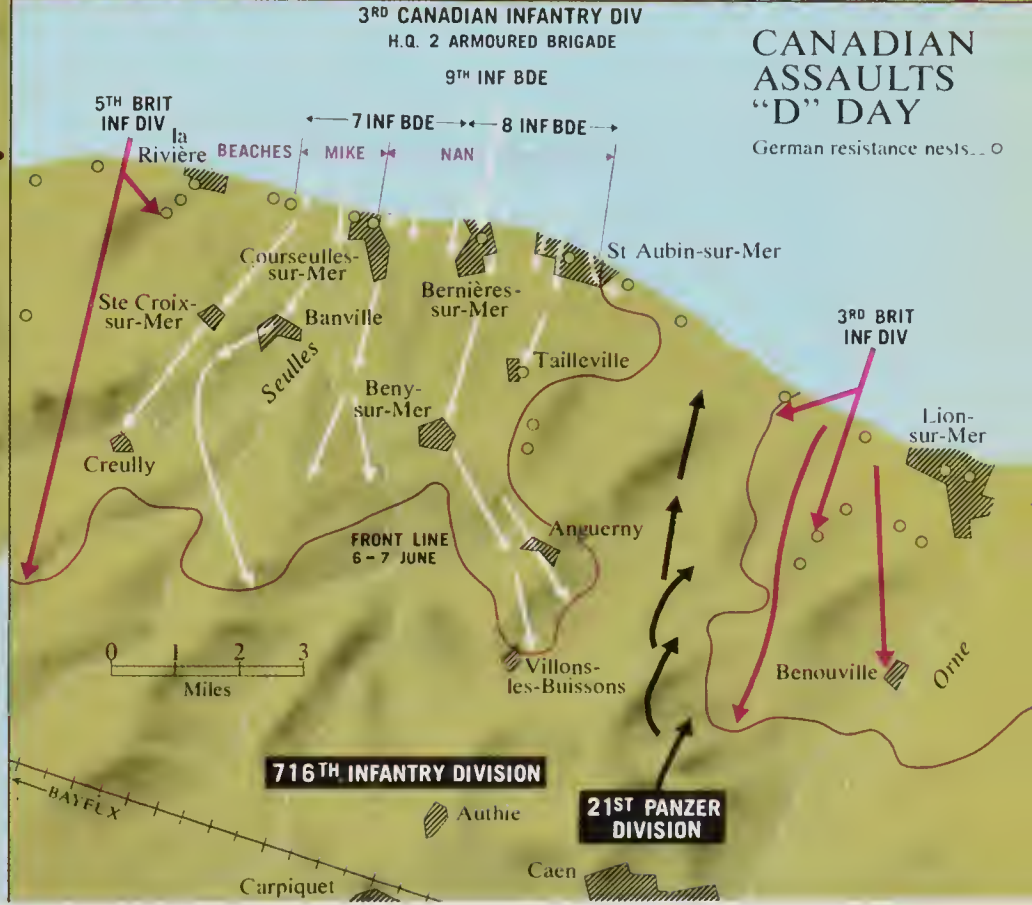 3RD CANADIAN INFANTRY DIV
H.Q. 2 ARMOURED BRIGADE
9TH INF BDE
CANADIAN
ASSAULTS
"D" DAY
German resistance nests...
5TH BRIT
INF DIV
7 INF BDE
8 INF BDE
la
Rivière
BEACHES
MIKE
NAN
Courseulles-
sur-Mer
Bernières-
sur-Mer
St Aubin-sur-Mer
Ste Croix-
sur-Mer
Banville
Seulles
Tailleville
3RD BRIT
INF DIV
Beny-
sur-Mer
Lion-
sur-Mer
Creully
FRONT LINE
6-7 JUNE
Anguerny
0 1 2 3
Miles
Villons-
les-Buissons
Benouville
Orne
716TH INFANTRY DIVISION
BAYEUX
Authie
21ST PANZER
DIVISION
Carpiquet
Caen